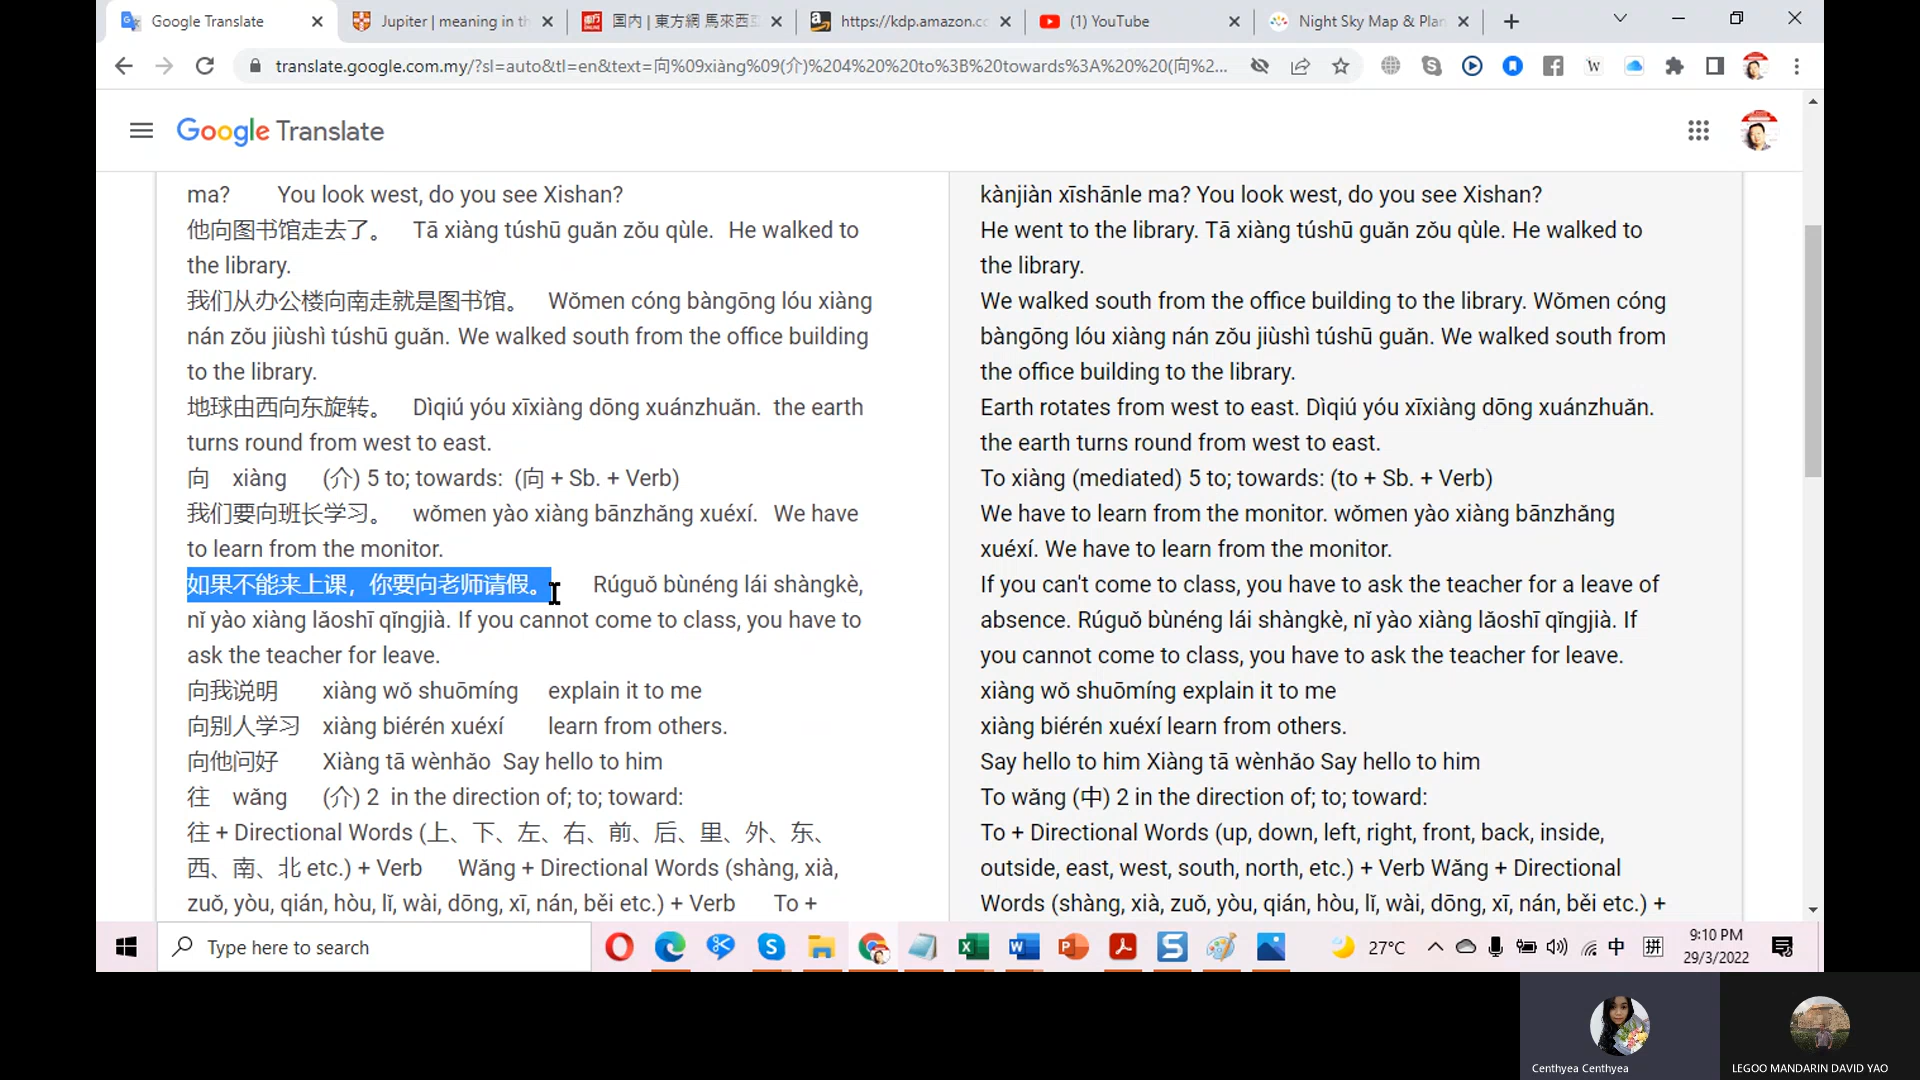 Google Translate
Jupiter | meaning in th
国内 | 東方網 馬來西亞
https://kdp.amazon.co
(1) YouTube
Night Sky Map & Plan
translate.google.com.my/?sl=auto&tl=en&text=向%09xiàng%09(介)%204%20%20to%3B%20towards%3A%20%20(向%2...
Google Translate
ma? You look west, do you see Xishan?
他向图书馆走去了。 Tā xiàng túshū guǎn zǒu qùle. He walked to
the library.
我们从办公楼向南走就是图书馆。 Wǒmen cóng bàngōng lóu xiàng
nán zǒu jiùshì túshū guǎn. We walked south from the office building
to the library.
地球由西向东旋转。 Dìqiú yóu xīxiàng dōng xuánzhuǎn. the earth
turns round from west to east.
向 xiàng (介) 5 to; towards: (向 + Sb. + Verb)
我们要向班长学习。 wǒmen yào xiàng bānzhǎng xuéxí. We have
to learn from the monitor.
如果不能来上课，你要向老师请假。 Rúguǒ bùnéng lái shàngkè,
nǐ yào xiàng lǎoshī qǐngjià. If you cannot come to class, you have to
ask the teacher for leave.
向我说明 xiàng wǒ shuōmíng explain it to me
向别人学习 xiàng biérén xuéxí learn from others.
向他问好 Xiàng tā wènhǎo Say hello to him
往 wǎng (介) 2 in the direction of; to; toward:
往 + Directional Words (上、下、左、右、前、后、里、外、东、
西、南、北 etc.) + Verb Wǎng + Directional Words (shàng, xià,
zuǒ, yòu, qián, hòu, lǐ, wài, dōng, xī, nán, běi etc.) + Verb To +
kànjiàn xīshānle ma? You look west, do you see Xishan?
He went to the library. Tā xiàng túshū guǎn zǒu qùle. He walked to
the library.
We walked south from the office building to the library. Wǒmen cóng
bàngōng lóu xiàng nán zǒu jiùshì túshū guǎn. We walked south from
the office building to the library.
Earth rotates from west to east. Dìqiú yóu xīxiàng dōng xuánzhuǎn.
the earth turns round from west to east.
To xiàng (mediated) 5 to; towards: (to + Sb. + Verb)
We have to learn from the monitor. wǒmen yào xiàng bānzhǎng
xuéxí. We have to learn from the monitor.
If you can't come to class, you have to ask the teacher for a leave of
absence. Rúguǒ bùnéng lái shàngkè, nǐ yào xiàng lǎoshī qǐngjià. If
you cannot come to class, you have to ask the teacher for leave.
xiàng wǒ shuōmíng explain it to me
xiàng biérén xuéxí learn from others.
Say hello to him Xiàng tā wènhǎo Say hello to him
To wǎng (中) 2 in the direction of; to; toward:
To + Directional Words (up, down, left, right, front, back, inside,
outside, east, west, south, north, etc.) + Verb Wǎng + Directional
Words (shàng, xià, zuǒ, yòu, qián, hòu, lǐ, wài, dōng, xī, nán, běi etc.) +
Type here to search
27°C
中
拼
9:10 PM
29/3/2022
Centhyea Centhyea
LEGOO MANDARIN DAVID YAO